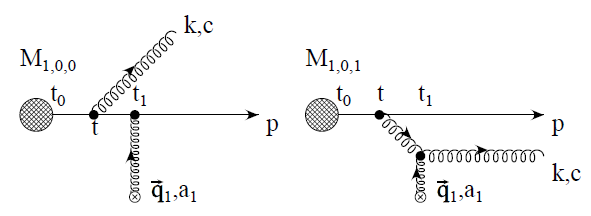 k,c
M1,0,0
t0 t t1
p
q⃗1,a1
M1,0,1
t0 t t1
p
k,c
q⃗1,a1